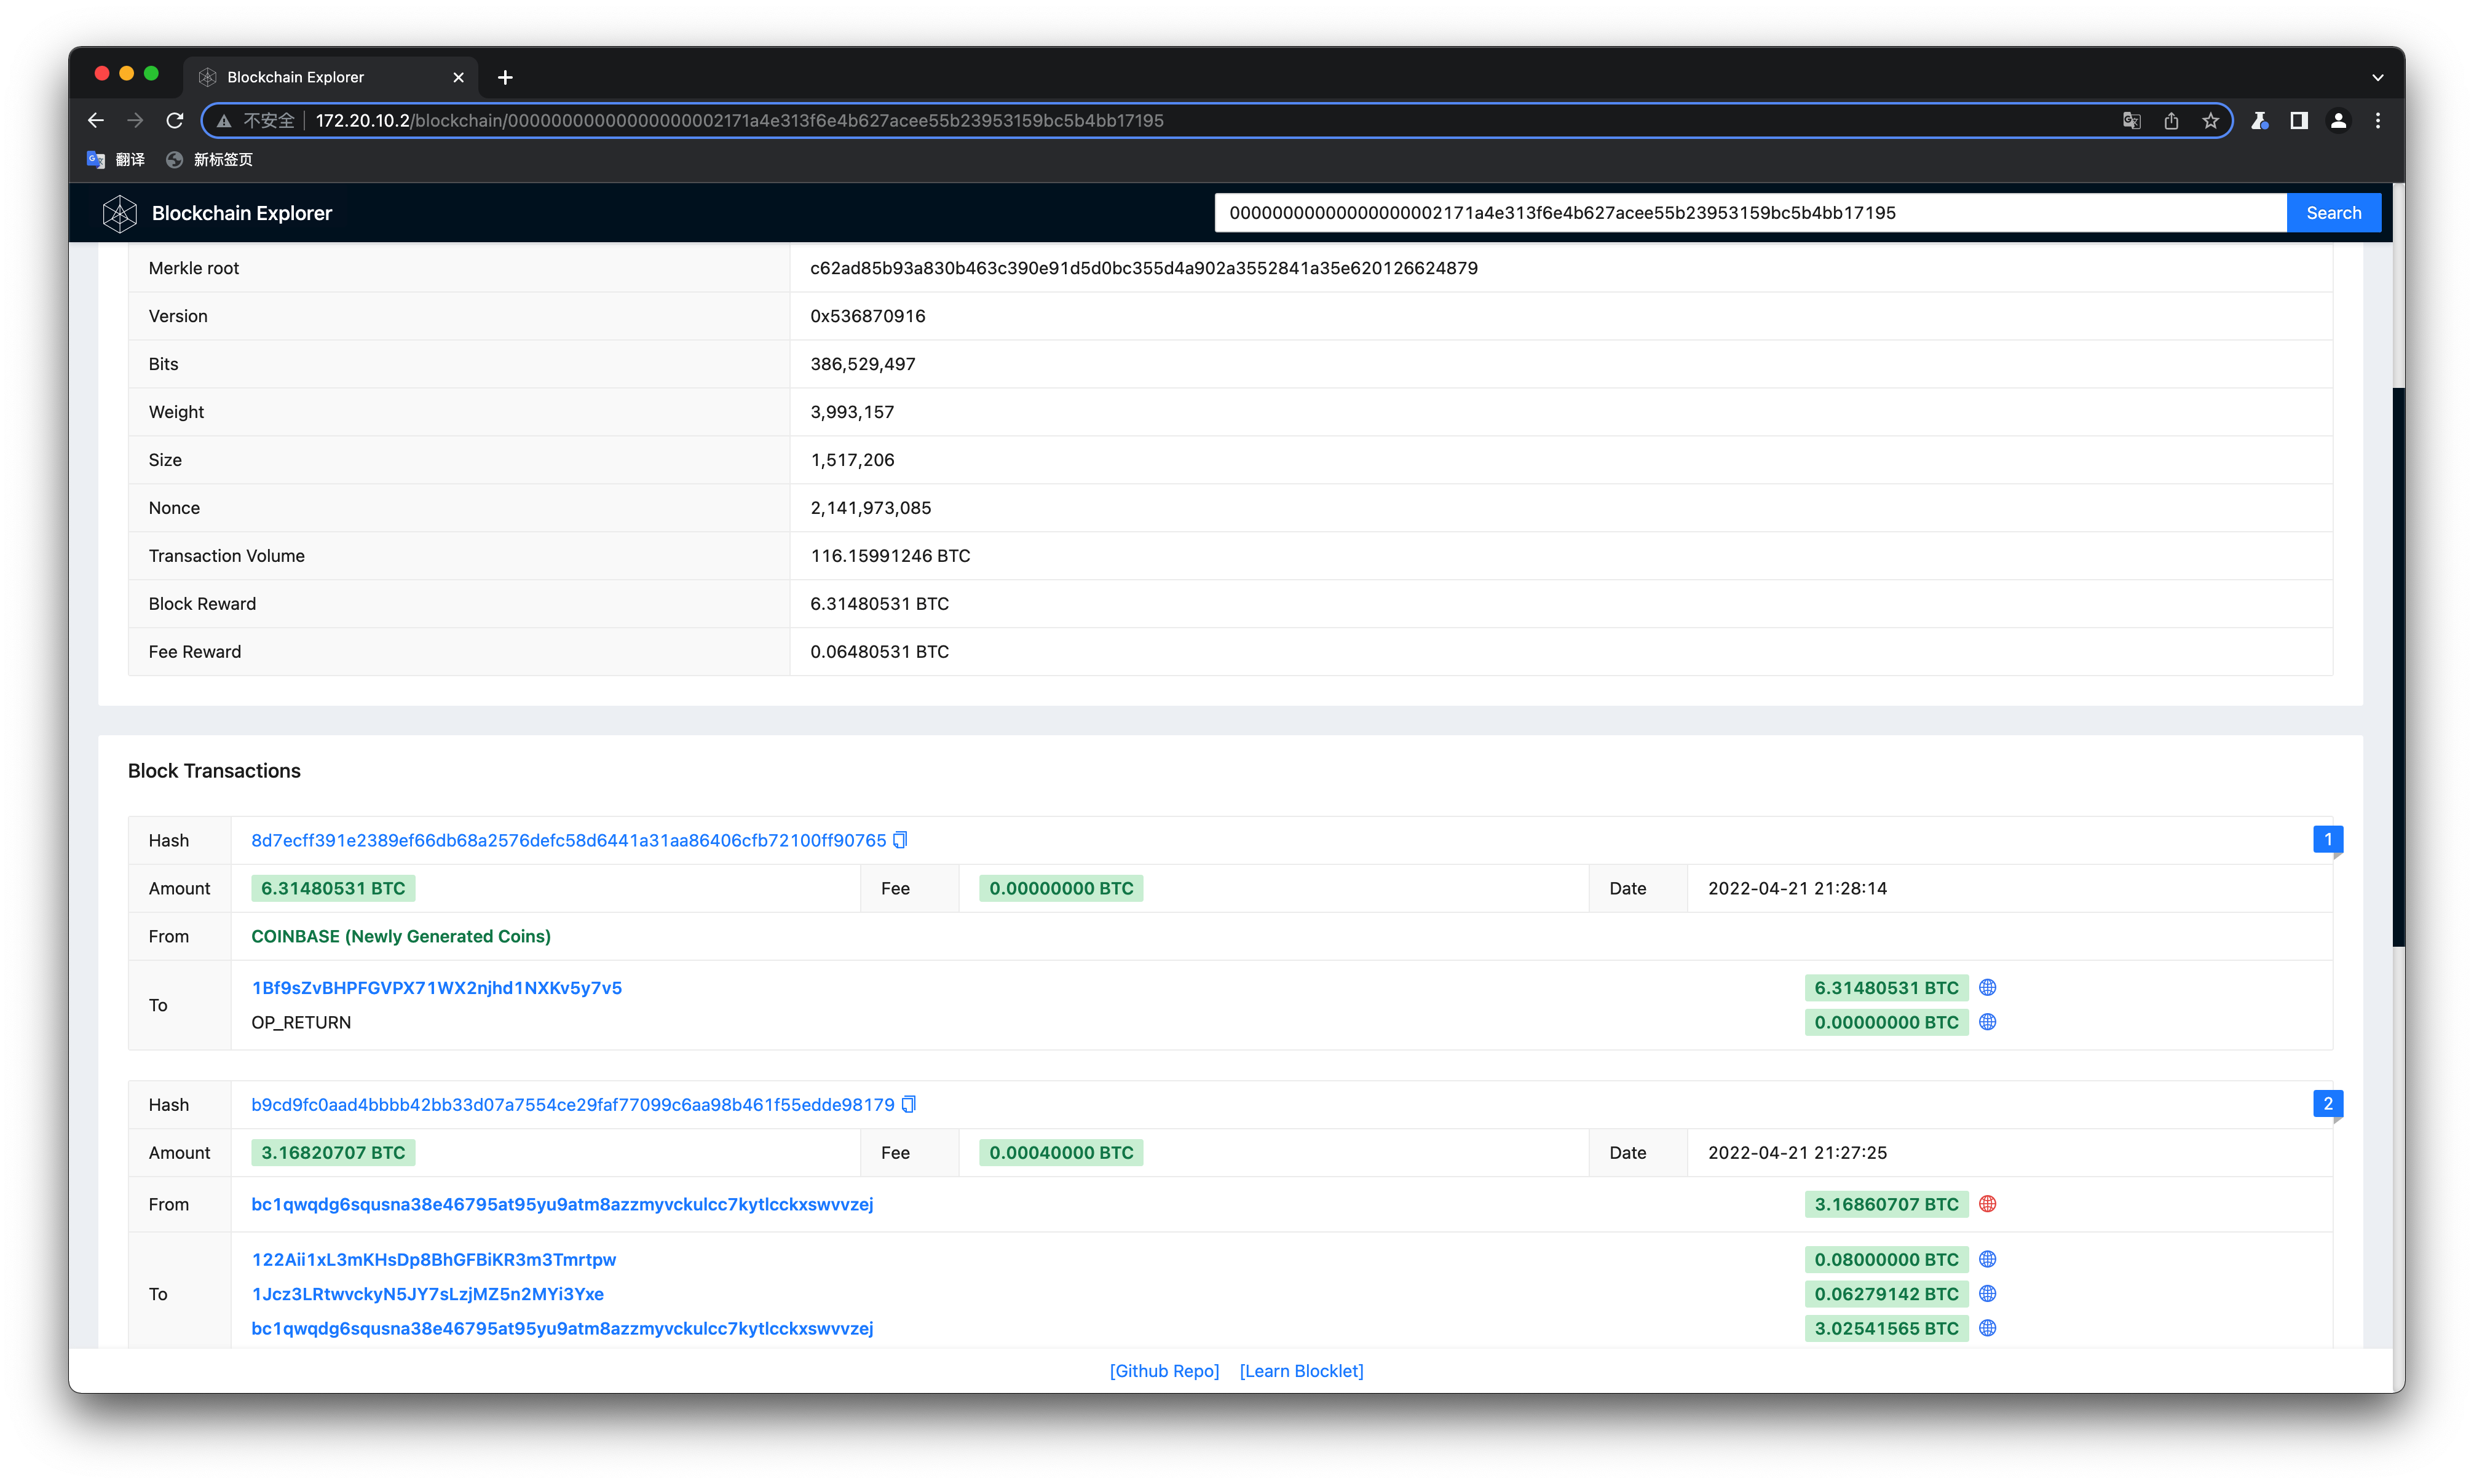 Blockchain Explorer
不安全 172.20.10.2/blockchain/00000000000000000002171a4e313f6e4b627acee55b23953159bc5b4bb17195
翻译 新标签页
Blockchain Explorer 00000000000000000002171a4e313f6e4b627acee55b23953159bc5b4bb17195 Search
Merkle root c62ad85b93a830b463c390e91d5d0bc355d4a902a3552841a35e620126624879
Version 0x536870916
Bits 386,529,497
Weight 3,993,157
Size 1,517,206
Nonce 2,141,973,085
Transaction Volume 116.15991246 BTC
Block Reward 6.31480531 BTC
Fee Reward 0.06480531 BTC
Block Transactions
Hash 8d7ecff391e2389ef66db68a2576defc58d6441a31aa86406cfb72100ff90765 1
Amount 6.31480531 BTC Fee 0.00000000 BTC Date 2022-04-21 21:28:14
From COINBASE (Newly Generated Coins)
To 1Bf9sZvBHPFGVPX71WX2njhd1NXKv5y7v5 6.31480531 BTC
OP_RETURN 0.00000000 BTC
Hash b9cd9fc0aad4bbbb42bb33d07a7554ce29faf77099c6aa98b461f55edde98179 2
Amount 3.16820707 BTC Fee 0.00040000 BTC Date 2022-04-21 21:27:25
From bc1qwqdg6squsna38e46795at95yu9atm8azzmyvckulcc7kytlcckxswvvzej 3.16860707 BTC
To 122Aii1xL3mKHsDp8BhGFBiKR3m3Tmrtpw 0.08000000 BTC
1Jcz3LRtwvckyN5JY7sLzjMZ5n2MYi3Yxe 0.06279142 BTC
bc1qwqdg6squsna38e46795at95yu9atm8azzmyvckulcc7kytlcckxswvvzej 3.02541565 BTC
[Github Repo] [Learn Blocklet]